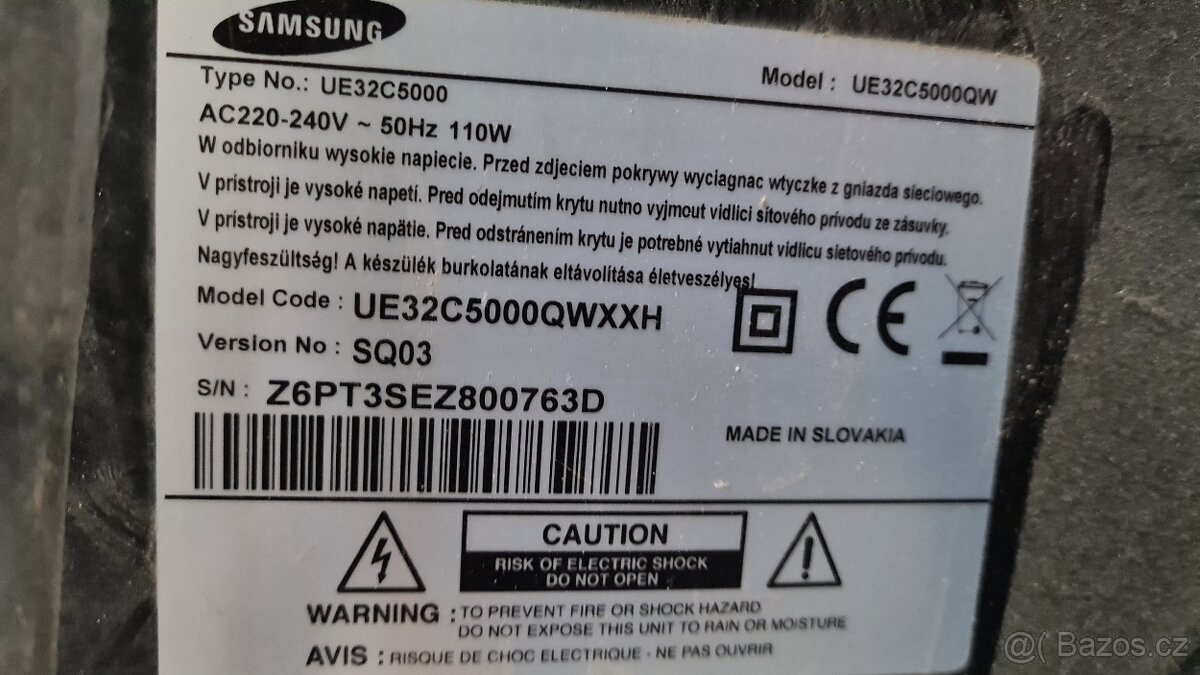 SAMSUNG
Type No.: UE32C5000
Model : UE32C5000QW
AC220-240V ~ 50Hz 110W
W odbiorniku wysokie napiecie. Przed zdjeciem pokrywy wyciagnac wtyczke z gniazda sieciowego.
V prístroji je vysoké napetí. Pred odejmutím krytu nutno vyjmout vidlici sítového prívodu ze zásuvky.
V prístroji je vysoké napätie. Pred odstránením krytu je potrebné vytiahnut vidlicu sietového prívodu.
Nagyfeszültség! A készülék burkolatának eltávolítása életveszélyes!
Model Code : UE32C5000QWXXH
Version No : SQ03
S/N : Z6PT3SEZ800763D
MADE IN SLOVAKIA
CAUTION
RISK OF ELECTRIC SHOCK
DO NOT OPEN
WARNING : TO PREVENT FIRE OR SHOCK HAZARD
DO NOT EXPOSE THIS UNIT TO RAIN OR MOISTURE
AVIS : RISQUE DE CHOC ELECTRIQUE - NE PAS OUVRIR
@( Bazos.cz